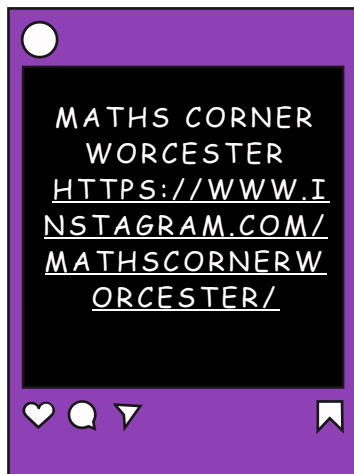 MATHS CORNER
WORCESTER
HTTPS://WWW.I
NSTAGRAM.COM/
MATHSCORNERW
ORCESTER/